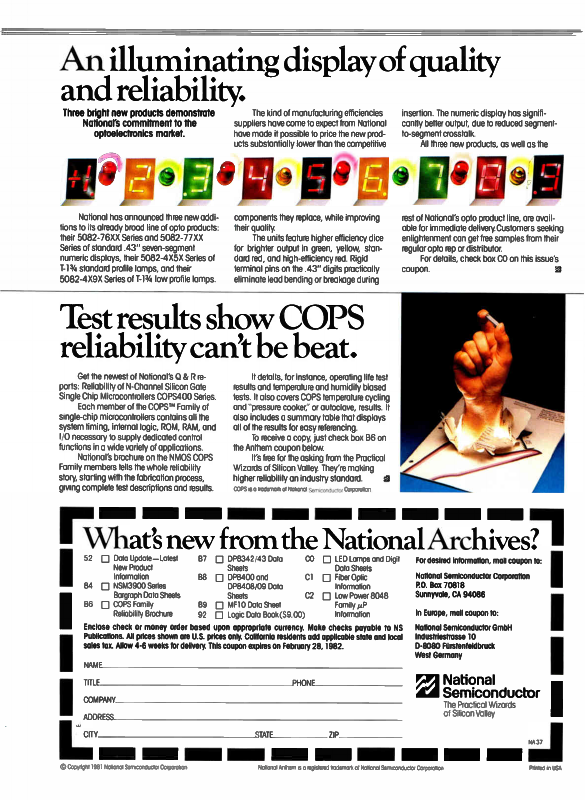 An illuminating display of quality
and reliability.
Three bright new products demonstrate
National's commitment to the
optoelectronics market.
The kind of manufacturing efficiencies
suppliers have come to expect from National
have made it possible to price the new prod-
ucts substantially lower than the competitive
insertion. The numeric display has signifi-
cantly better output, due to reduced segment-
to-segment crosstalk.
All three new products, as well as the
2 .3 4 5 6. 7 8 .9
National has announced three new addi-
tions to its already broad line of opto products:
their 5082-76XX Series and 5082-77XX
Series of standard .43" seven-segment
numeric displays, their 5082-4X5X Series of
T-1¾ standard profile lamps, and their
5082-4X9X Series of T-1¾ low profile lamps.
components they replace, while improving
their quality.
The units feature higher efficiency dice
for brighter output in green, yellow, stan-
dard red, and high-efficiency red. Rigid
terminal pins on the .43" digits practically
eliminate lead bending or breakage during
rest of National's opto product line, are avail-
able for immediate delivery. Customers seeking
enlightenment can get free samples from their
regular opto rep or distributor.
For details, check box C0 on this issue's
coupon.
Test results show COPS
reliability can't be beat.
Get the newest of National's Q & R re-
ports: Reliability of N-Channel Silicon Gate
Single Chip Microcontrollers COPS400 Series.
Each member of the COPS™ Family of
single-chip microcontrollers contains all the
system timing, internal logic, ROM, RAM, and
I/O necessary to supply dedicated control
functions in a wide variety of applications.
National's brochure on the NMOS COPS
Family members tells the whole reliability
story, starting with the fabrication process,
giving complete test descriptions and results.
It details, for instance, operating life test
results and temperature and humidity biased
tests. It also covers COPS temperature cycling
and "pressure cooker," or autoclave, results. It
also includes a summary table that displays
all of the results for easy referencing.
To receive a copy, just check box B6 on
the Anthem coupon below.
It's free for the asking from the Practical
Wizards of Silicon Valley. They're making
higher reliability an industry standard.
COPS is a trademark of National Semiconductor Corporation
What's new from the National Archives?
52 Data Update—Latest
New Product
Information
84 NSM3900 Series
Bargraph Data Sheets
B6 COPS Family
Reliability Brochure
B7 DP8342/43 Data
Sheets
B8 DP8400 and
DP8408/09 Data
Sheets
B9 MF10 Data Sheet
92 Logic Data Book ($9.00)
C0 LED Lamps and Digit
Data Sheets
C1 Fiber Optic
Information
C2 Low Power 8048
Family µP
Information
For desired information, mail coupon to:
National Semiconductor Corporation
P.O. Box 70818
Sunnyvale, CA 94086
In Europe, mail coupon to:
National Semiconductor GmbH
Industriestrasse 10
D-8080 Fürstenfeldbruck
West Germany
Enclose check or money order based upon appropriate currency. Make checks payable to NS
Publications. All prices shown are U.S. prices only. California residents add applicable state and local
sales tax. Allow 4-6 weeks for delivery. This coupon expires on February 28, 1982.
NAME
TITLE PHONE
COMPANY
ADDRESS
CITY STATE ZIP
National
Semiconductor
The Practical Wizards
of Silicon Valley
NA37
© Copyright 1981 National Semiconductor Corporation
National Anthem is a registered trademark of National Semiconductor Corporation
Printed in USA